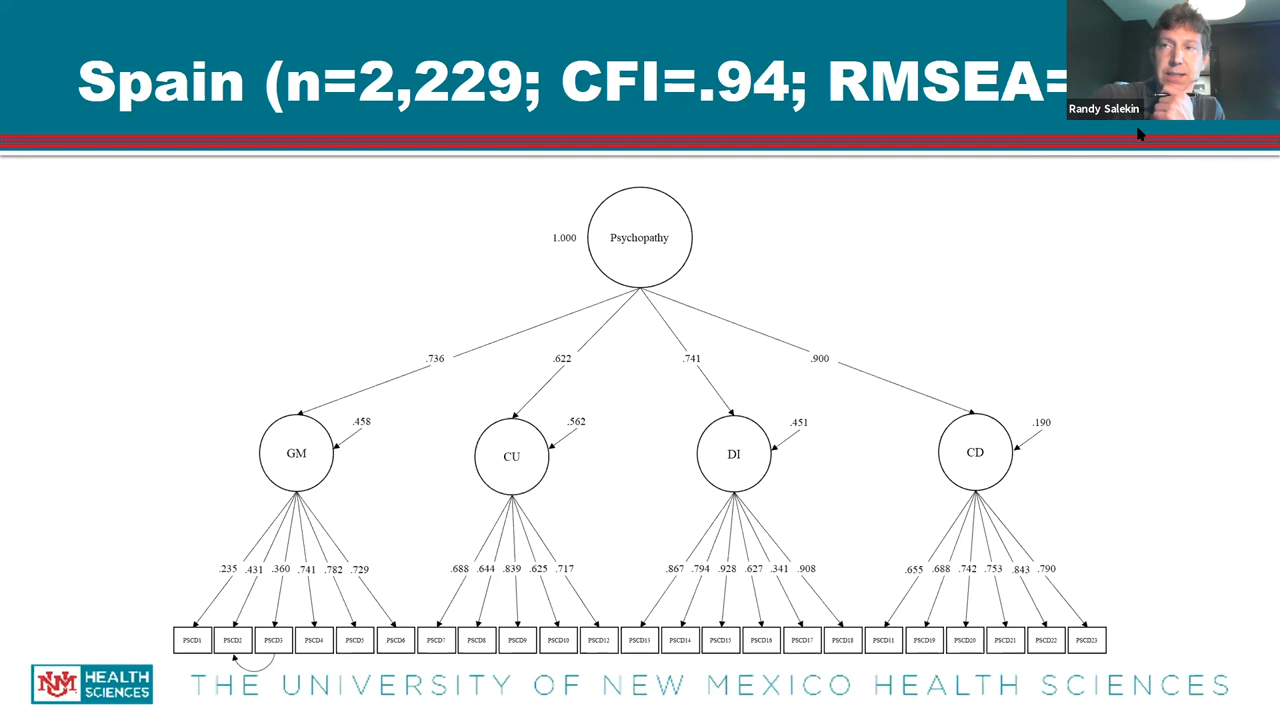 Spain (n=2,229; CFI=.94; RMSEA=
Randy Salekin
1.000
Psychopathy
.736
.622
.741
.900
.458
.562
.451
.190
GM
CU
DI
CD
.235 .431 .360 .741 .782 .729
.688 .644 .839 .625 .717
.867 .794 .928 .627 .341 .908
.655 .688 .742 .753 .843 .790
PSCD1 PSCD2 PSCD3 PSCD4 PSCD5 PSCD6 PSCD7 PSCD8 PSCD9 PSCD10 PSCD12 PSCD13 PSCD14 PSCD15 PSCD16 PSCD17 PSCD18 PSCD11 PSCD19 PSCD20 PSCD21 PSCD22 PSCD23
UNM HEALTH
SCIENCES
THE UNIVERSITY OF NEW MEXICO HEALTH SCIENCES